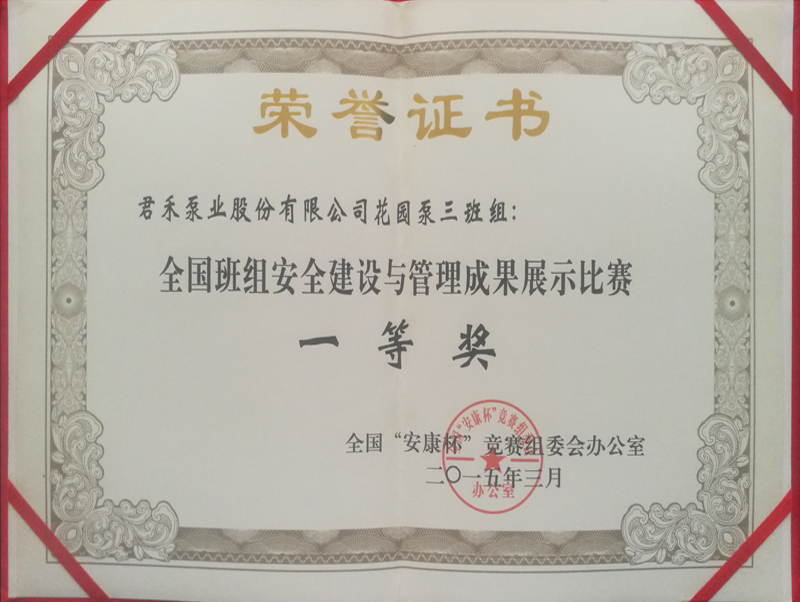 荣誉证书
君禾泵业股份有限公司花园泵三班组：
全国班组安全建设与管理成果展示比赛
一等奖
全国“安康杯”竞赛组委会办公室
二〇一五年三月
办公室